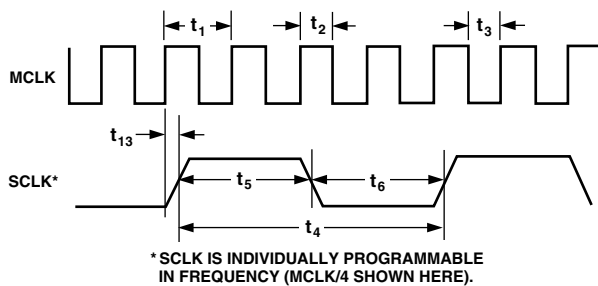 t1
t2
t3
MCLK
t13
SCLK*
t5
t6
t4
* SCLK IS INDIVIDUALLY PROGRAMMABLE
IN FREQUENCY (MCLK/4 SHOWN HERE).